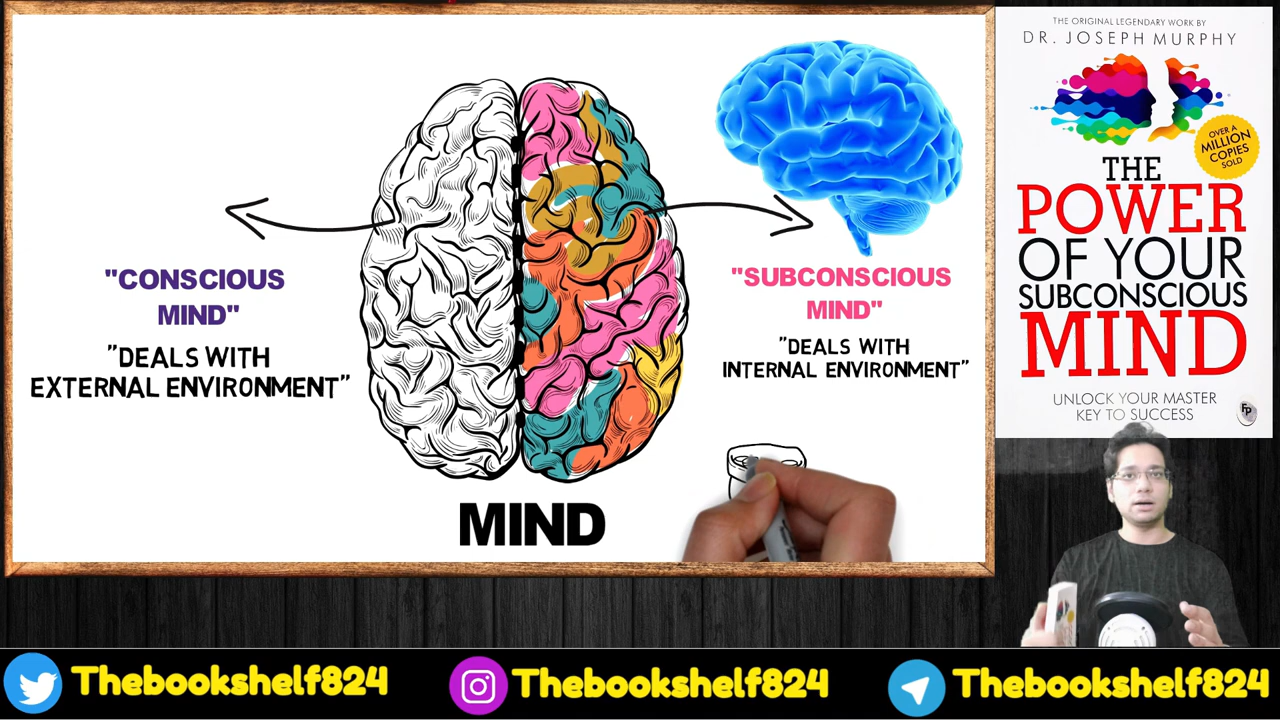 "CONSCIOUS
MIND"
"DEALS WITH
EXTERNAL ENVIRONMENT"
MIND
"SUBCONSCIOUS
MIND"
"DEALS WITH
INTERNAL ENVIRONMENT"
THE ORIGINAL LEGENDARY WORK BY
DR. JOSEPH MURPHY
OVER A
MILLION
COPIES
SOLD
THE
POWER
OF YOUR
SUBCONSCIOUS
MIND
UNLOCK YOUR MASTER
KEY TO SUCCESS
FP
Thebookshelf824
Thebookshelf824
Thebookshelf824